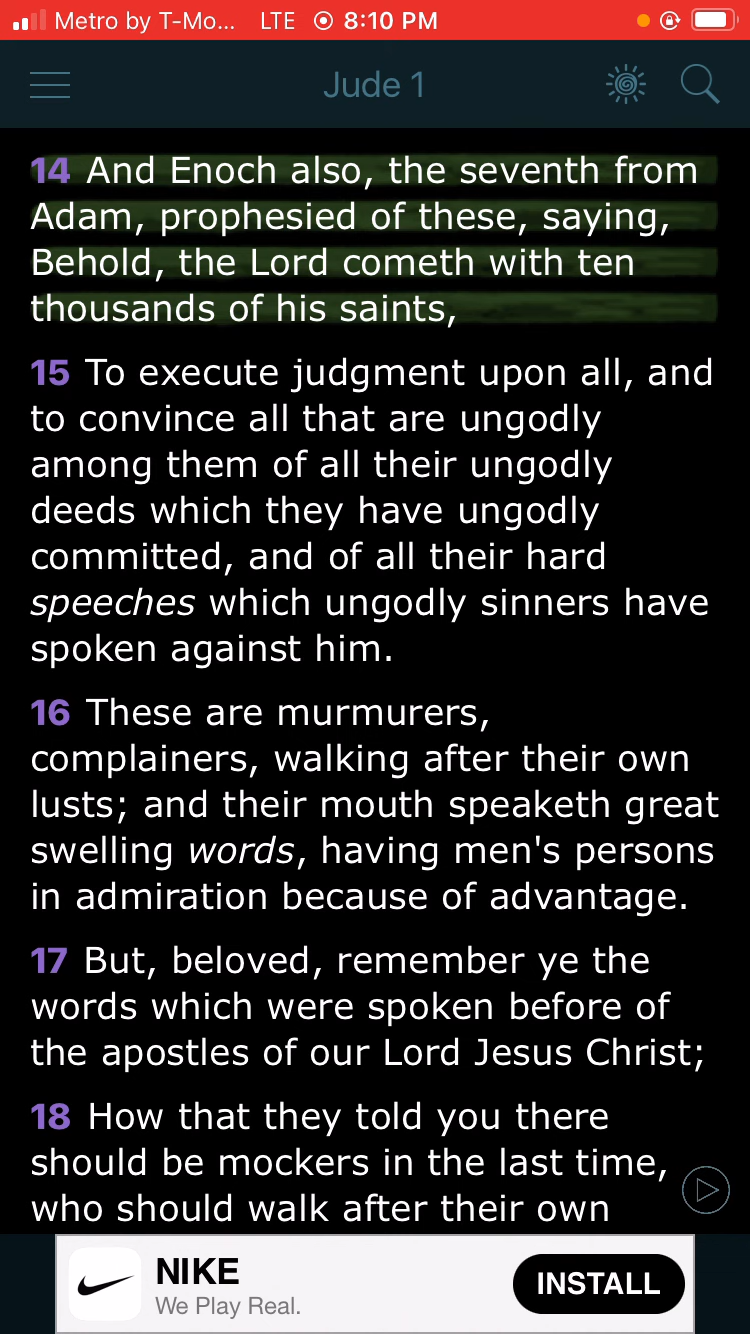 Metro by T-Mo... LTE 8:10 PM
Jude 1
14 And Enoch also, the seventh from
Adam, prophesied of these, saying,
Behold, the Lord cometh with ten
thousands of his saints,
15 To execute judgment upon all, and
to convince all that are ungodly
among them of all their ungodly
deeds which they have ungodly
committed, and of all their hard
speeches which ungodly sinners have
spoken against him.
16 These are murmurers,
complainers, walking after their own
lusts; and their mouth speaketh great
swelling words, having men's persons
in admiration because of advantage.
17 But, beloved, remember ye the
words which were spoken before of
the apostles of our Lord Jesus Christ;
18 How that they told you there
should be mockers in the last time,
who should walk after their own
NIKE
We Play Real.
INSTALL